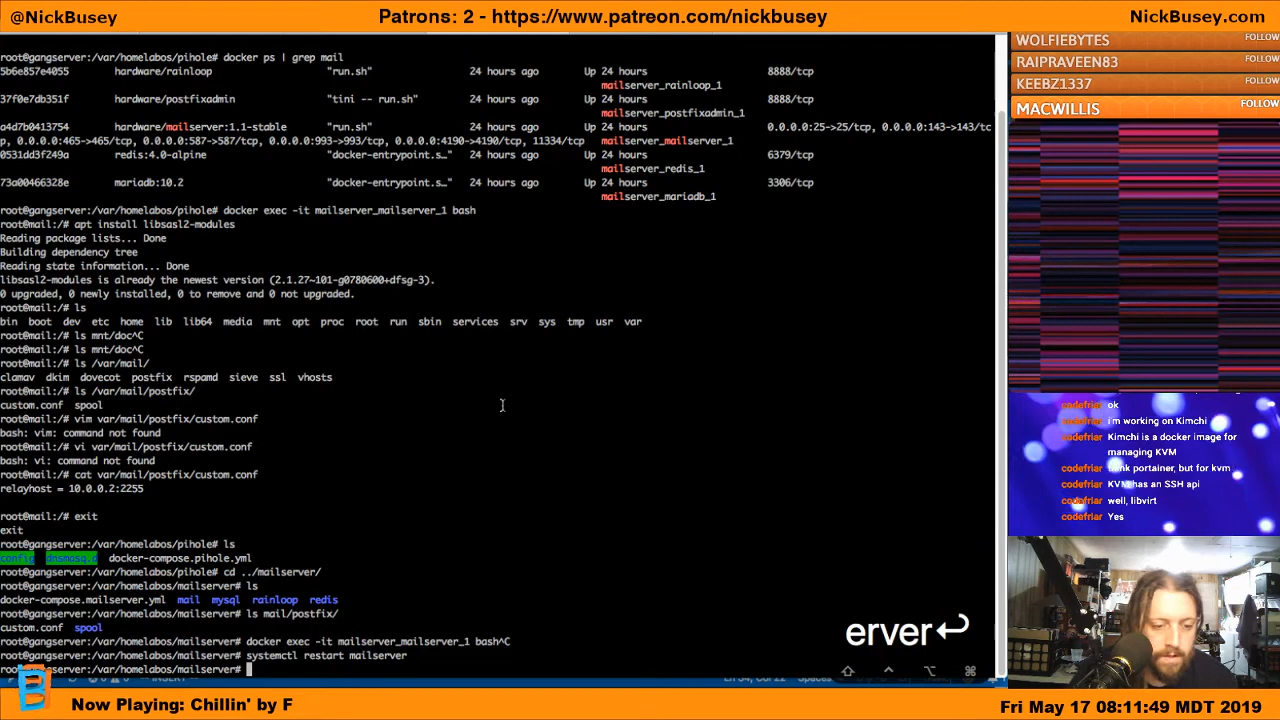 @NickBusey
Patrons: 2 - https://www.patreon.com/nickbusey
NickBusey.com
root@gangserver:/var/homelabos/pihole# docker ps | grep mail
5b6e857e4055 hardware/rainloop "run.sh" 24 hours ago Up 24 hours 8888/tcp
mailserver_rainloop_1
37f0e7db351f hardware/postfixadmin "tini -- run.sh" 24 hours ago Up 24 hours 8888/tcp
mailserver_postfixadmin_1
a4d7b0413754 hardware/mailserver:1.1-stable "run.sh" 24 hours ago Up 24 hours 0.0.0.0:25->25/tcp, 0.0.0.0:143->143/tc
p, 0.0.0.0:465->465/tcp, 0.0.0.0:587->587/tcp, 0.0.0.0:993->993/tcp, 0.0.0.0:4190->4190/tcp, 11334/tcp mailserver_mailserver_1
0531dd3f249a redis:4.0-alpine "docker-entrypoint.s…" 24 hours ago Up 24 hours 6379/tcp
mailserver_redis_1
73a00466328e mariadb:10.2 "docker-entrypoint.s…" 24 hours ago Up 24 hours 3306/tcp
mailserver_mariadb_1
root@gangserver:/var/homelabos/pihole# docker exec -it mailserver_mailserver_1 bash
root@mail:/# apt install libsasl2-modules
Reading package lists... Done
Building dependency tree
Reading state information... Done
libsasl2-modules is already the newest version (2.1.27~101-g0780600+dfsg-3).
0 upgraded, 0 newly installed, 0 to remove and 0 not upgraded.
root@mail:/# ls
bin boot dev etc home lib lib64 media mnt opt proc root run sbin services srv sys tmp usr var
root@mail:/# ls mnt/doc^C
root@mail:/# ls mnt/doc^C
root@mail:/# ls /var/mail/
clamav dkim dovecot postfix rspamd sieve ssl vhosts
root@mail:/# ls /var/mail/postfix/
custom.conf spool
root@mail:/# vim var/mail/postfix/custom.conf
bash: vim: command not found
root@mail:/# vi var/mail/postfix/custom.conf
bash: vi: command not found
root@mail:/# cat var/mail/postfix/custom.conf
relayhost = 10.0.0.2:2255
root@mail:/# exit
exit
root@gangserver:/var/homelabos/pihole# ls
config dnsmasq.d docker-compose.pihole.yml
root@gangserver:/var/homelabos/pihole# cd ../mailserver/
root@gangserver:/var/homelabos/mailserver# ls
docker-compose.mailserver.yml mail mysql rainloop redis
root@gangserver:/var/homelabos/mailserver# ls mail/postfix/
custom.conf spool
root@gangserver:/var/homelabos/mailserver# docker exec -it mailserver_mailserver_1 bash^C
root@gangserver:/var/homelabos/mailserver# systemctl restart mailserver
root@gangserver:/var/homelabos/mailserver#
erver↩
WOLFIEBYTES FOLLOW
RAIPRAVEEN83 FOLLOW
KEEBZ1337 FOLLOW
MACWILLIS FOLLOW
codefriar ok
codefriar i'm working on Kimchi
codefriar Kimchi is a docker image for
managing KVM
codefriar think portainer, but for kvm
codefriar KVM has an SSH api
codefriar well, libvirt
codefriar Yes
Now Playing: Chillin' by F
Fri May 17 08:11:49 MDT 2019